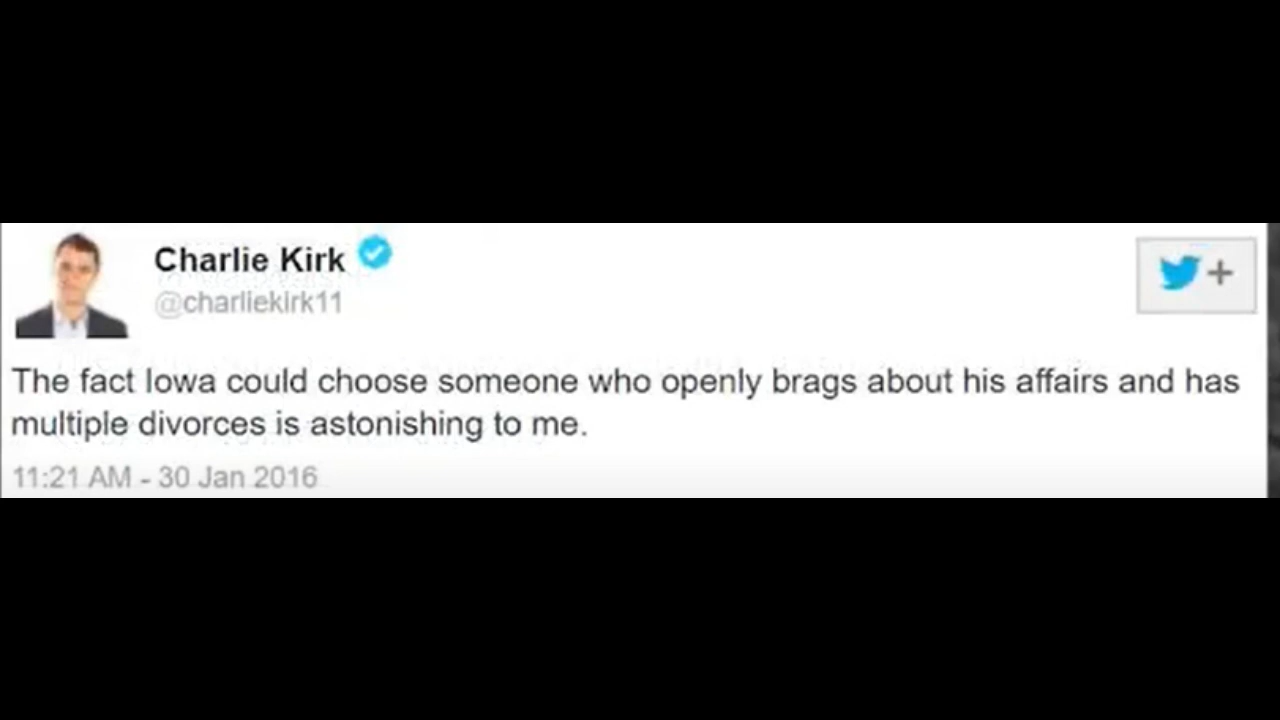 Charlie Kirk
@charliekirk11
The fact Iowa could choose someone who openly brags about his affairs and has
multiple divorces is astonishing to me.
11:21 AM - 30 Jan 2016